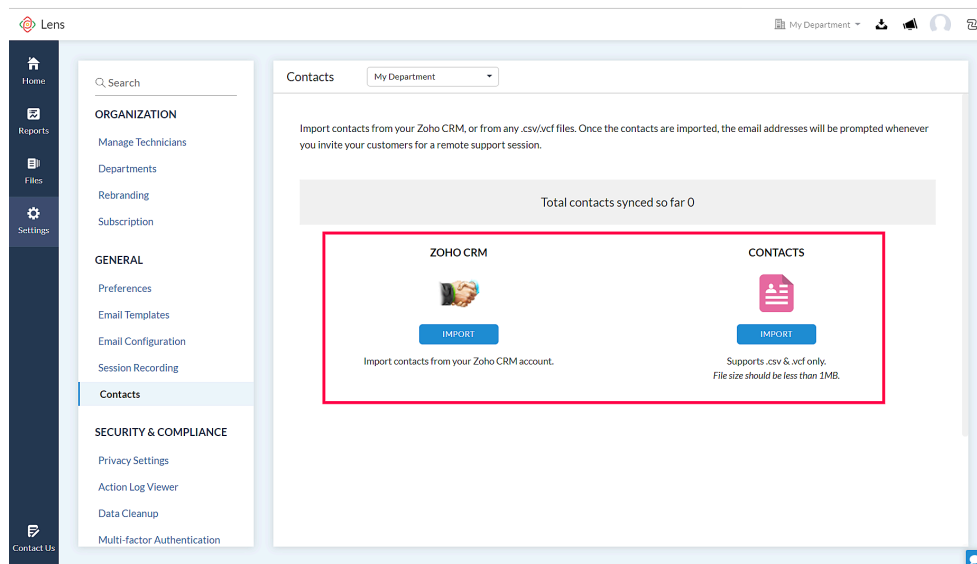 Lens
My Department
Home
Reports
Files
Settings
Contact Us
Search
ORGANIZATION
Manage Technicians
Departments
Rebranding
Subscription
GENERAL
Preferences
Email Templates
Email Configuration
Session Recording
Contacts
SECURITY & COMPLIANCE
Privacy Settings
Action Log Viewer
Data Cleanup
Multi-factor Authentication
Contacts
My Department
Import contacts from your Zoho CRM, or from any .csv/.vcf files. Once the contacts are imported, the email addresses will be prompted whenever
you invite your customers for a remote support session.
Total contacts synced so far 0
ZOHO CRM
IMPORT
Import contacts from your Zoho CRM account.
CONTACTS
IMPORT
Supports .csv & .vcf only.
File size should be less than 1MB.